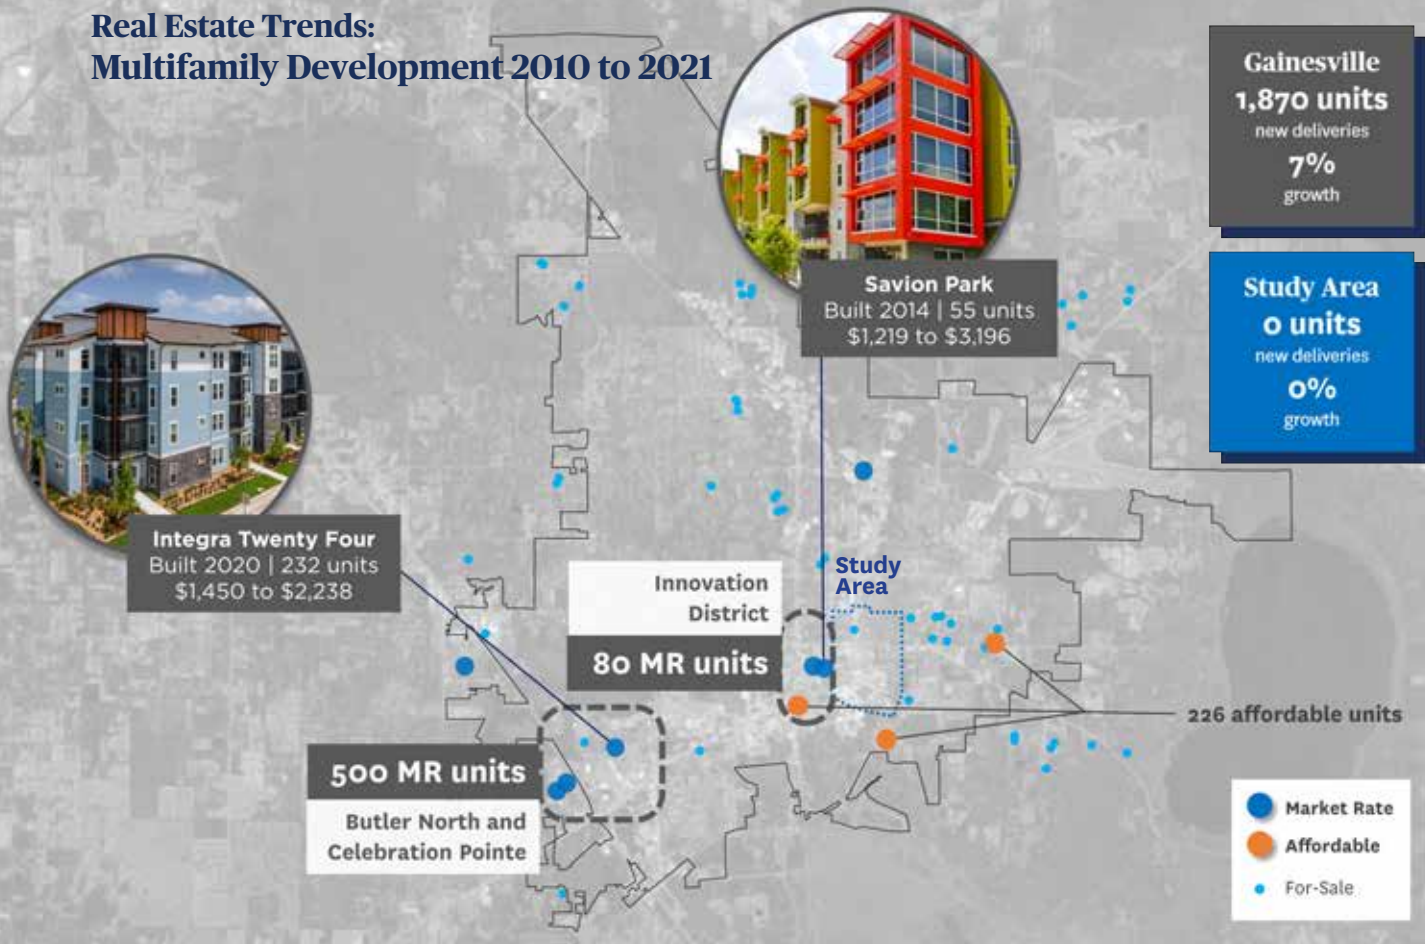 Real Estate Trends:
Multifamily Development 2010 to 2021
Gainesville
1,870 units
new deliveries
7%
growth
Study Area
0 units
new deliveries
0%
growth
Savion Park
Built 2014 | 55 units
$1,219 to $3,196
Integra Twenty Four
Built 2020 | 232 units
$1,450 to $2,238
Innovation
District
80 MR units
Study
Area
226 affordable units
500 MR units
Butler North and
Celebration Pointe
Market Rate
Affordable
For-Sale